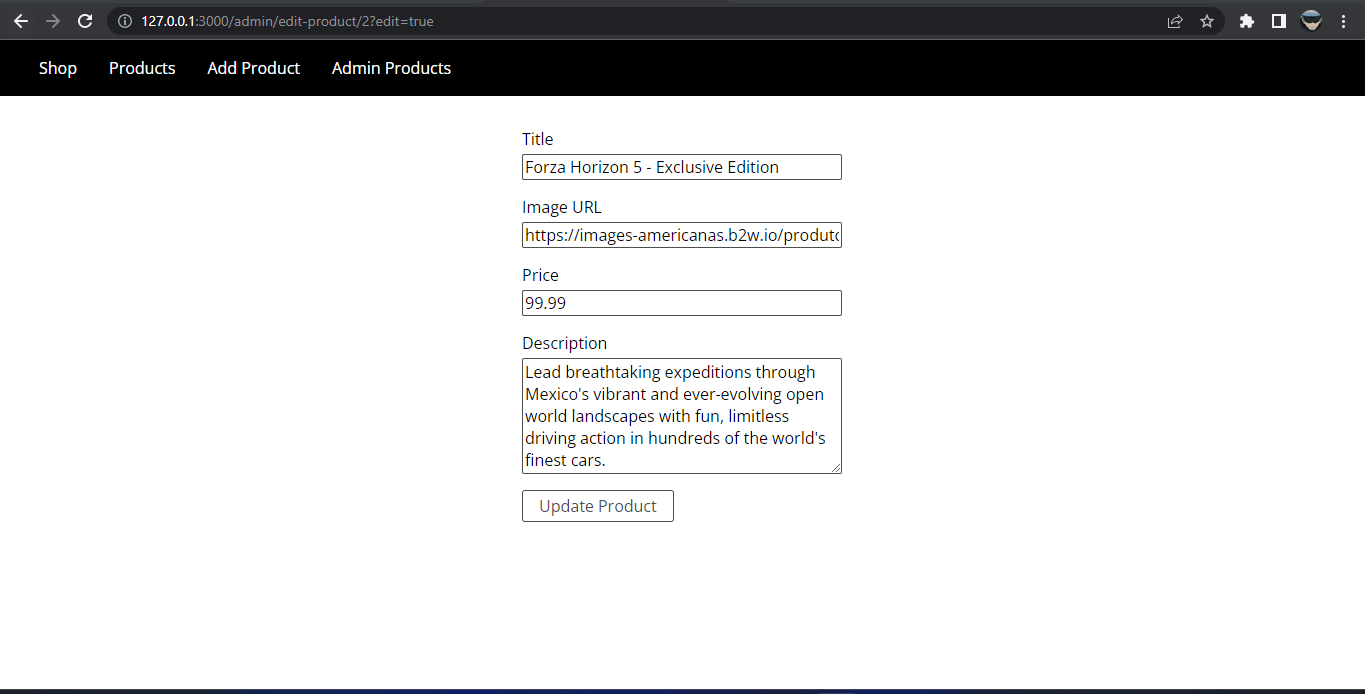 127.0.0.1:3000/admin/edit-product/2?edit=true
Shop Products Add Product Admin Products
Title
Forza Horizon 5 - Exclusive Edition
Image URL
https://images-americanas.b2w.io/produto
Price
99.99
Description
Lead breathtaking expeditions through
Mexico's vibrant and ever-evolving open
world landscapes with fun, limitless
driving action in hundreds of the world's
finest cars.
Update Product